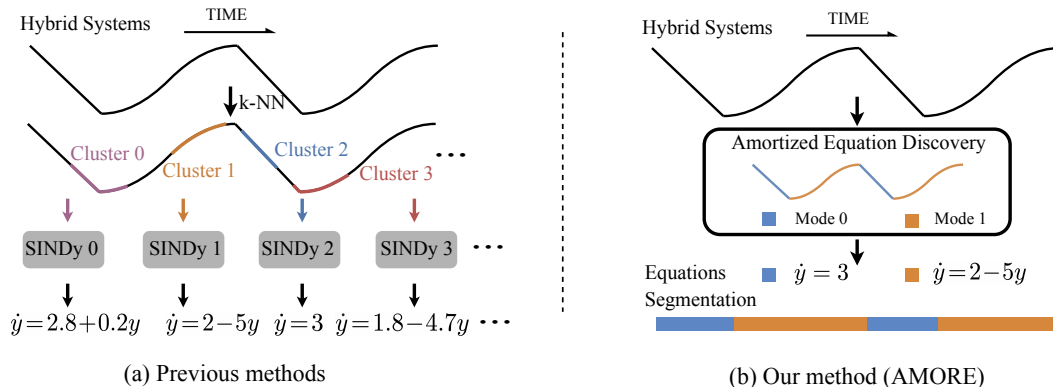 Hybrid Systems
TIME
k-NN
Cluster 0
Cluster 1
Cluster 2
Cluster 3
...
SINDy 0
SINDy 1
SINDy 2
SINDy 3
...
ẏ=2.8+0.2y
ẏ=2−5y
ẏ=3
ẏ=1.8−4.7y
...
(a) Previous methods
Hybrid Systems
TIME
Amortized Equation Discovery
Mode 0
Mode 1
Equations
ẏ = 3
ẏ=2−5y
Segmentation
(b) Our method (AMORE)